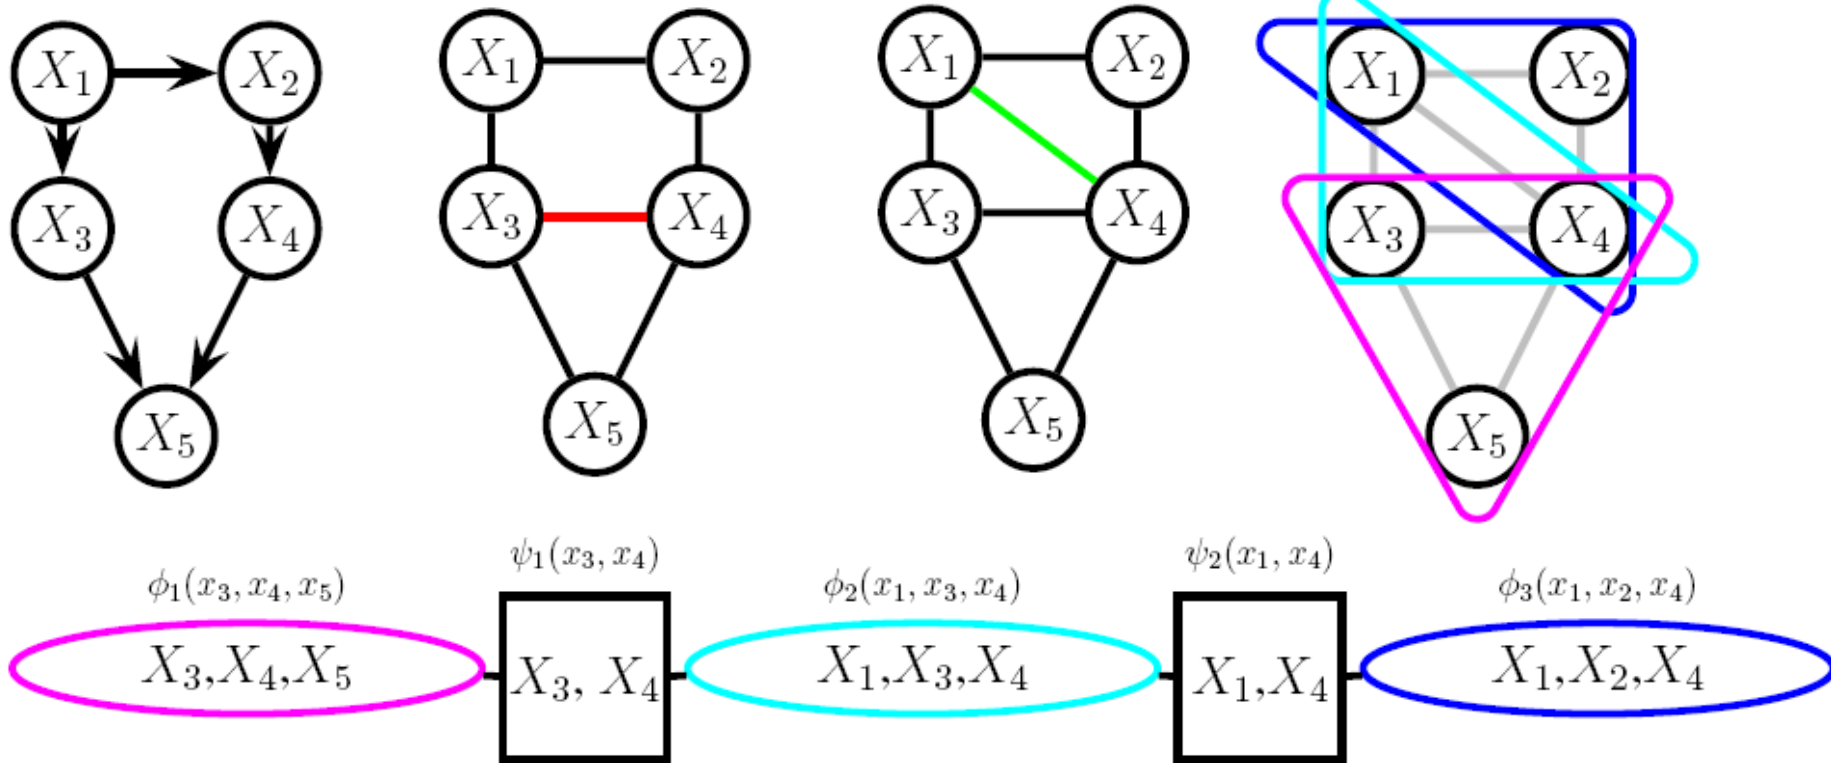 X₁ X₂ X₁ X₂ X₁ X₂ X₁ X₂
X₃ X₄ X₃ X₄ X₃ X₄ X₃ X₄
X₅ X₅ X₅ X₅
ψ₁(x₃, x₄) ψ₂(x₁, x₄)
ϕ₁(x₃, x₄, x₅) ϕ₂(x₁, x₃, x₄) ϕ₃(x₁, x₂, x₄)
X₃,X₄,X₅ X₃, X₄ X₁,X₃,X₄ X₁,X₄ X₁,X₂,X₄